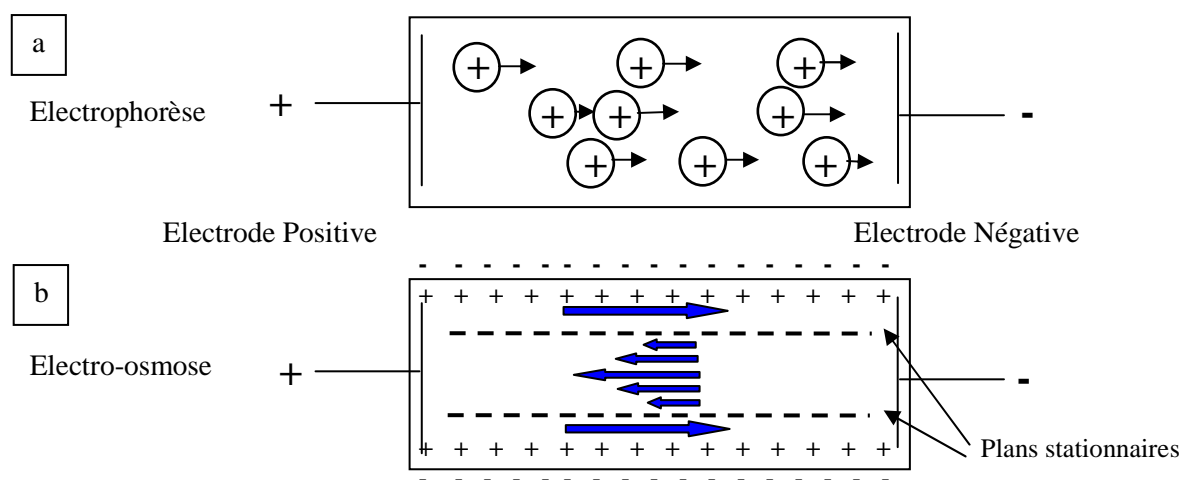 a
Electrophorèse + -
+ + +
+ + +
+ + +
Electrode Positive Electrode Négative
b
- - - - - - - - - - - - - -
+ + + + + + + + + + + + + +
Electro-osmose + -
+ + + + + + + + + + + + + +
Plans stationnaires
- - - - - - - - - - - - - -